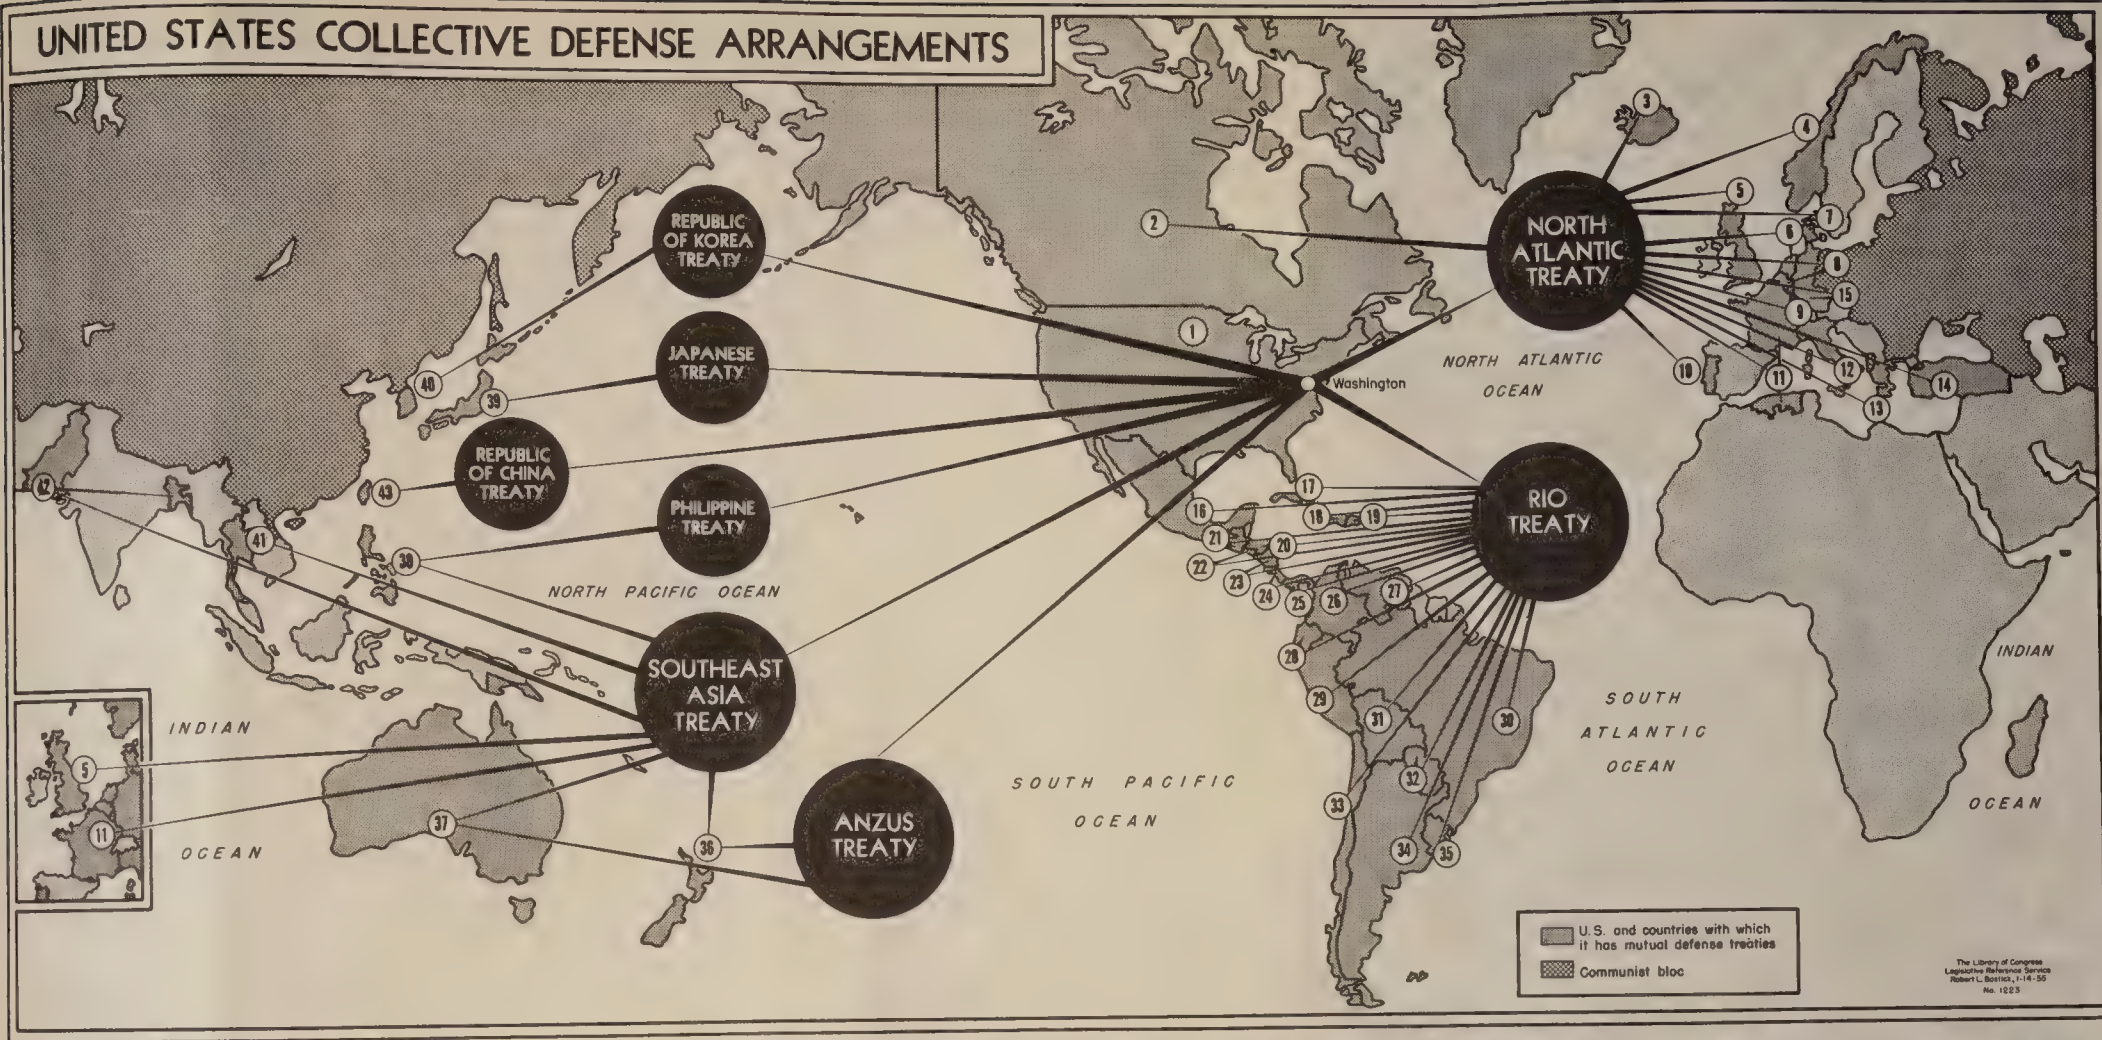 UNITED STATES COLLECTIVE DEFENSE ARRANGEMENTS
3
4
5
7
6
8
15
9
10
11
12
13
14
2
1
REPUBLIC
OF KOREA
TREATY
NORTH
ATLANTIC
TREATY
NORTH ATLANTIC
OCEAN
JAPANESE
TREATY
Washington
40
39
REPUBLIC
OF CHINA
TREATY
43
42
41
38
PHILIPPINE
TREATY
NORTH PACIFIC OCEAN
RIO
TREATY
17
16
18
19
21
20
22
23
24
25
26
27
28
29
31
30
32
33
34
35
SOUTHEAST
ASIA
TREATY
INDIAN
OCEAN
5
11
37
36
ANZUS
TREATY
SOUTH PACIFIC
OCEAN
SOUTH
ATLANTIC
OCEAN
INDIAN
OCEAN
U.S. and countries with which
it has mutual defense treaties
Communist bloc
The Library of Congress
Legislative Reference Service
Robert L. Bostick, 1-14-55
No. 1223